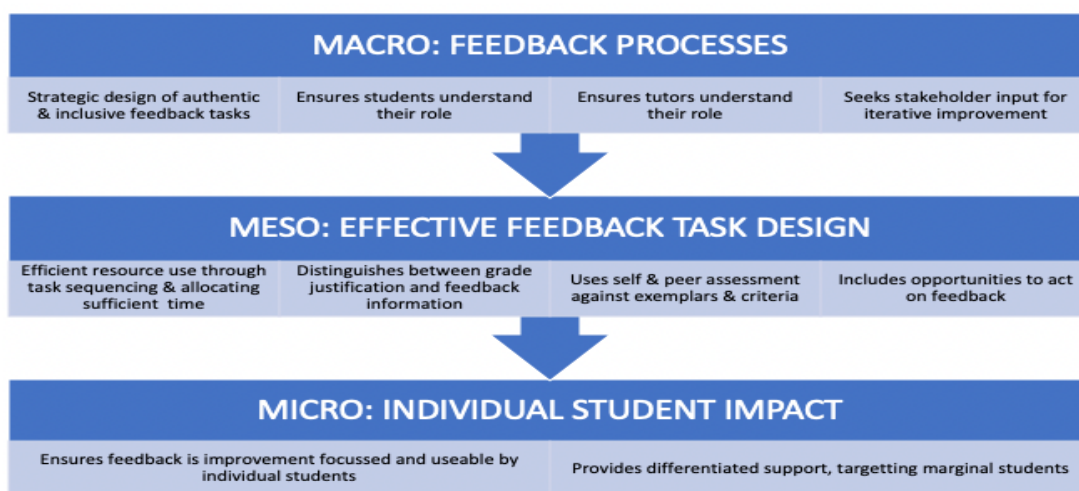 MACRO: FEEDBACK PROCESSES
Strategic design of authentic
& inclusive feedback tasks
Ensures students understand
their role
Ensures tutors understand
their role
Seeks stakeholder input for
iterative improvement
MESO: EFFECTIVE FEEDBACK TASK DESIGN
Efficient resource use through
task sequencing & allocating
sufficient time
Distinguishes between grade
justification and feedback
information
Uses self & peer assessment
against exemplars & criteria
Includes opportunities to act
on feedback
MICRO: INDIVIDUAL STUDENT IMPACT
Ensures feedback is improvement focussed and useable by
individual students
Provides differentiated support, targetting marginal students